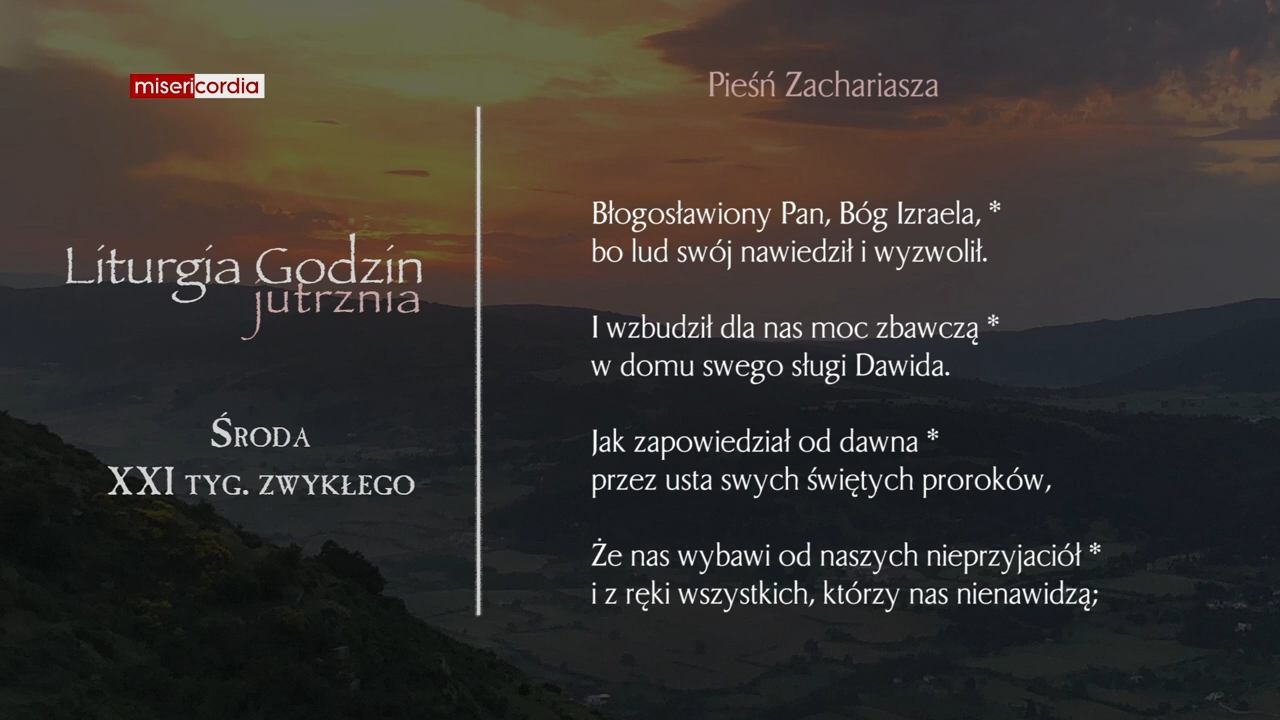 misericordia
Liturgia Godzin
jutrznia
Środa
XXI tyg. zwykłego
Pieśń Zachariasza
Błogosławiony Pan, Bóg Izraela, *
bo lud swój nawiedził i wyzwolił.
I wzbudził dla nas moc zbawczą *
w domu swego sługi Dawida.
Jak zapowiedział od dawna *
przez usta swych świętych proroków,
Że nas wybawi od naszych nieprzyjaciół *
i z ręki wszystkich, którzy nas nienawidzą;